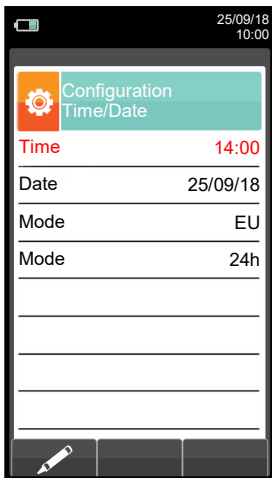 25/09/18
10:00
Configuration
Time/Date
Time 14:00
Date 25/09/18
Mode EU
Mode 24h